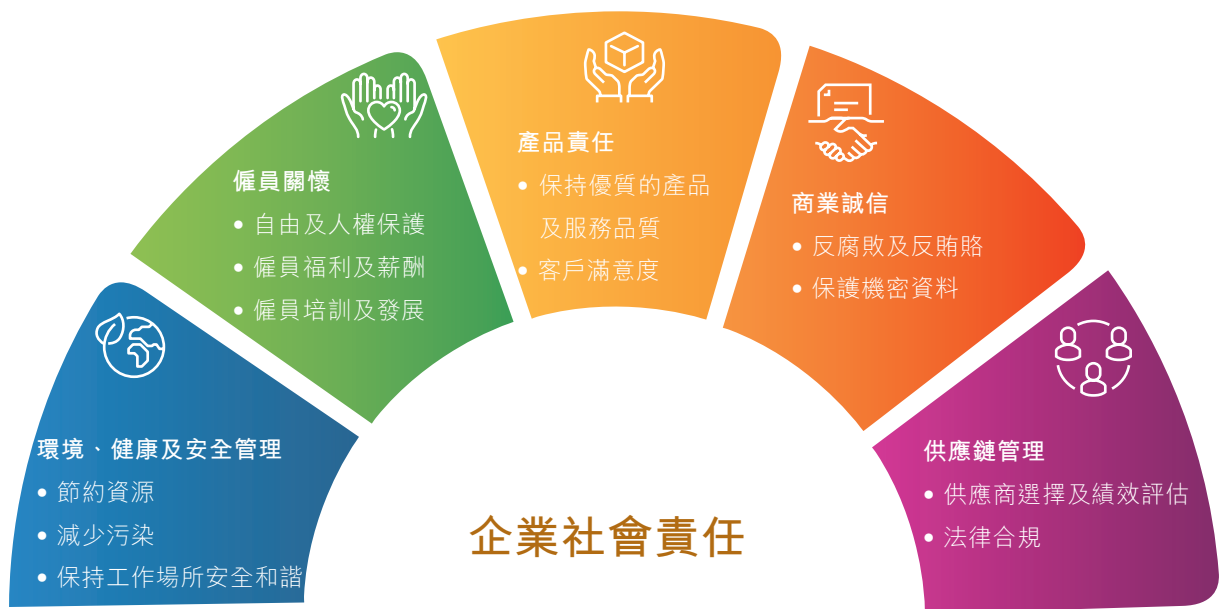 環境、健康及安全管理
• 節約資源
• 減少污染
• 保持工作場所安全和諧
僱員關懷
• 自由及人權保護
• 僱員福利及薪酬
• 僱員培訓及發展
產品責任
• 保持優質的產品
及服務品質
• 客戶滿意度
商業誠信
• 反腐敗及反賄賂
• 保護機密資料
供應鏈管理
• 供應商選擇及績效評估
• 法律合規
企業社會責任